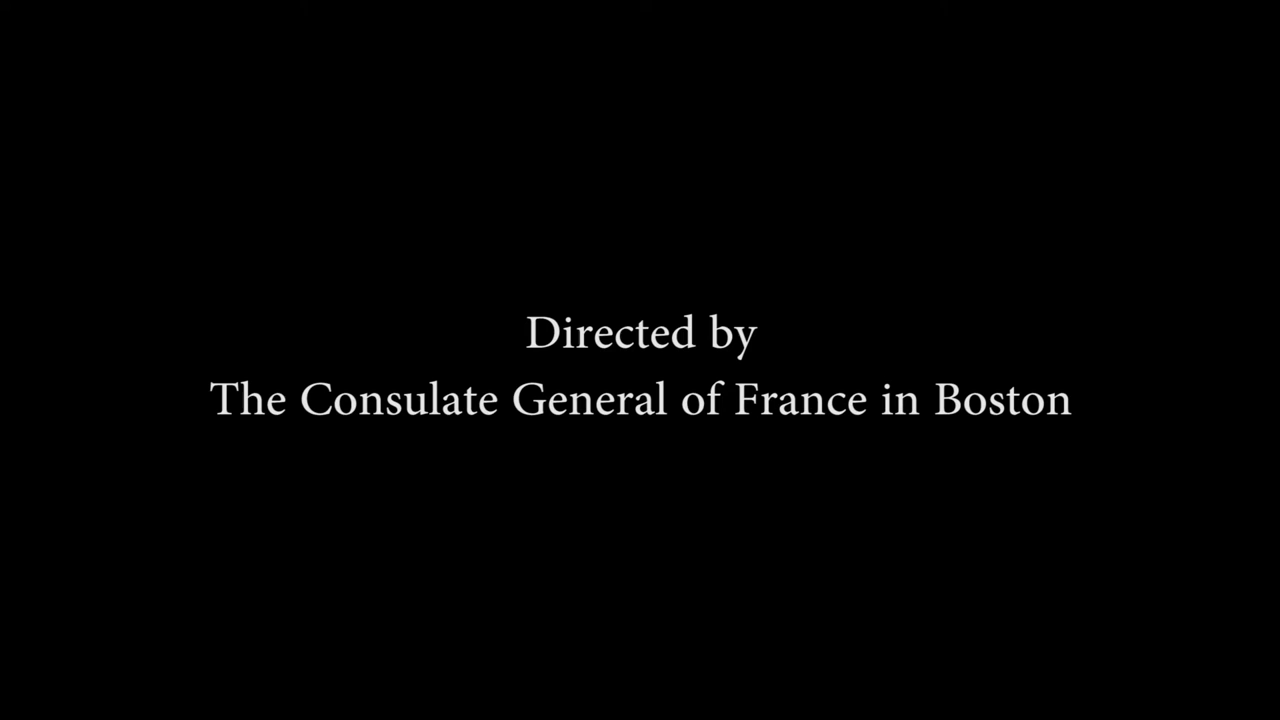 Directed by
The Consulate General of France in Boston